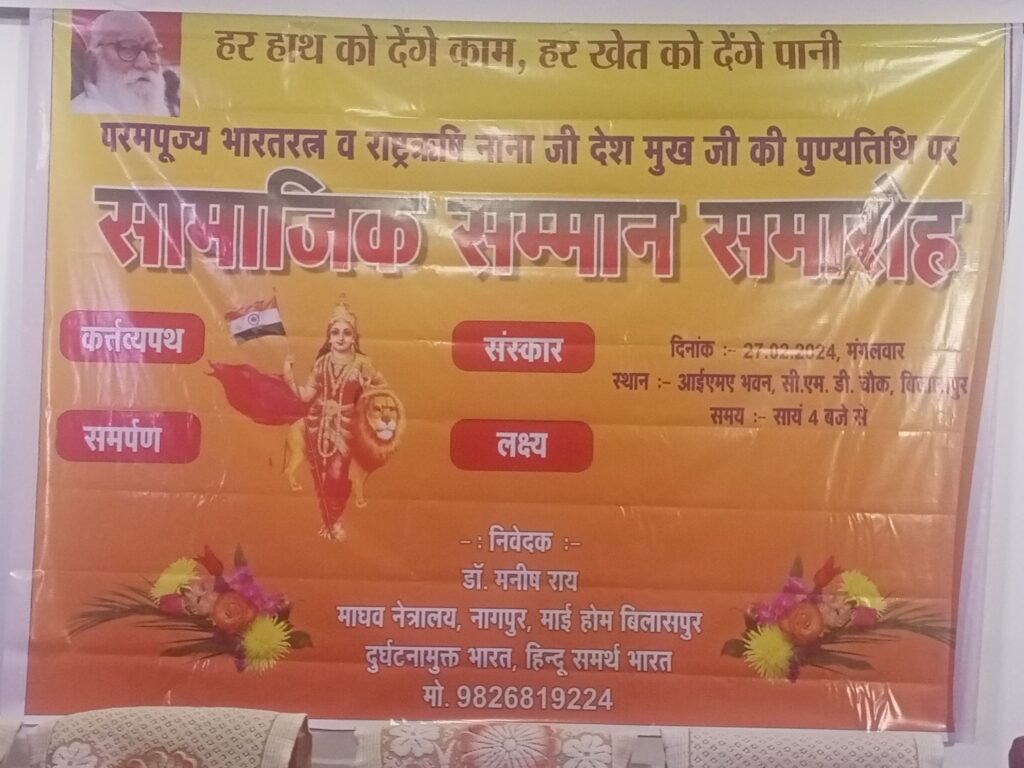 हर हाथ को देंगे काम, हर खेत को देंगे पानी
परमपूज्य भारतरत्न व राष्ट्रऋषि नाना जी देश मुख जी की पुण्यतिथि पर
सामाजिक सम्मान समारोह
कर्त्तव्यपथ
समर्पण
संस्कार
लक्ष्य
दिनांक :- 27.02.2024, मंगलवार
स्थान :- आईएमए भवन, सी.एम. डी. चौक, बिलासपुर
समय :- सायं 4 बजे से
-: निवेदक :-
डॉ. मनीष राय
माधव नेत्रालय, नागपुर, माई होम बिलासपुर
दुर्घटनामुक्त भारत, हिन्दू समर्थ भारत
मो. 9826819224